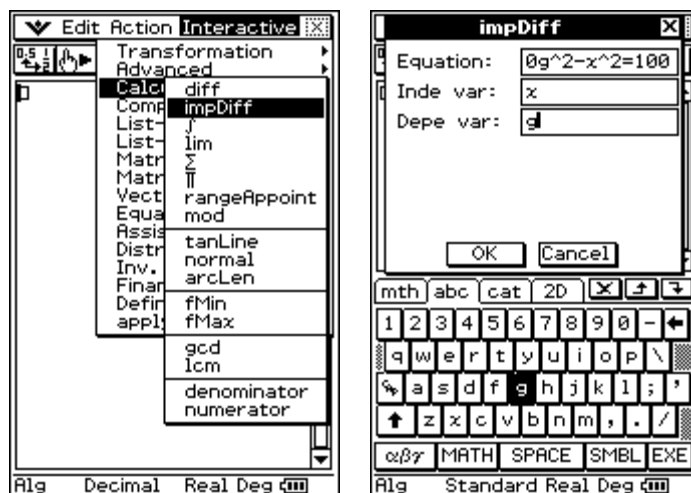 Edit Action Interactive
Transformation
Advanced
Calc
Comp
List-
List-
Matr
Matr
Vect
Equa
Assis
Distr
Inv.
Finan
Defin
apply
diff
impDiff
∫
lim
Σ
∏
rangeAppoint
mod
tanLine
normal
arcLen
fMin
fMax
gcd
lcm
denominator
numerator
Alg Decimal Real Deg
impDiff
Equation: 0g^2-x^2=100
Inde var: x
Depe var: g
OK Cancel
mth abc cat 2D
1 2 3 4 5 6 7 8 9 0 -
q w e r t y u i o p \
a s d f g h j k l ; '
z x c v b n m , . /
αβγ MATH SPACE SMBL EXE
Alg Standard Real Deg